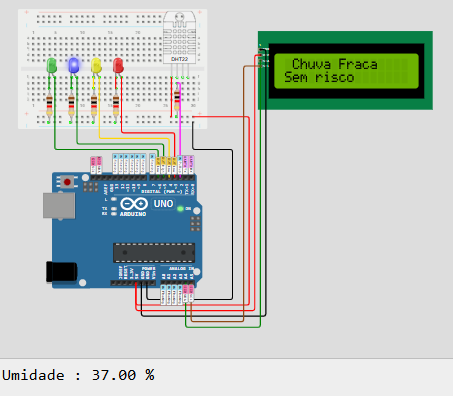 DHT22
Chuva Fraca
Sem risco
DIGITAL (PWM ~)
UNO
ARDUINO
L
TX
RX
ON
POWER
ANALOG IN
Umidade : 37.00 %